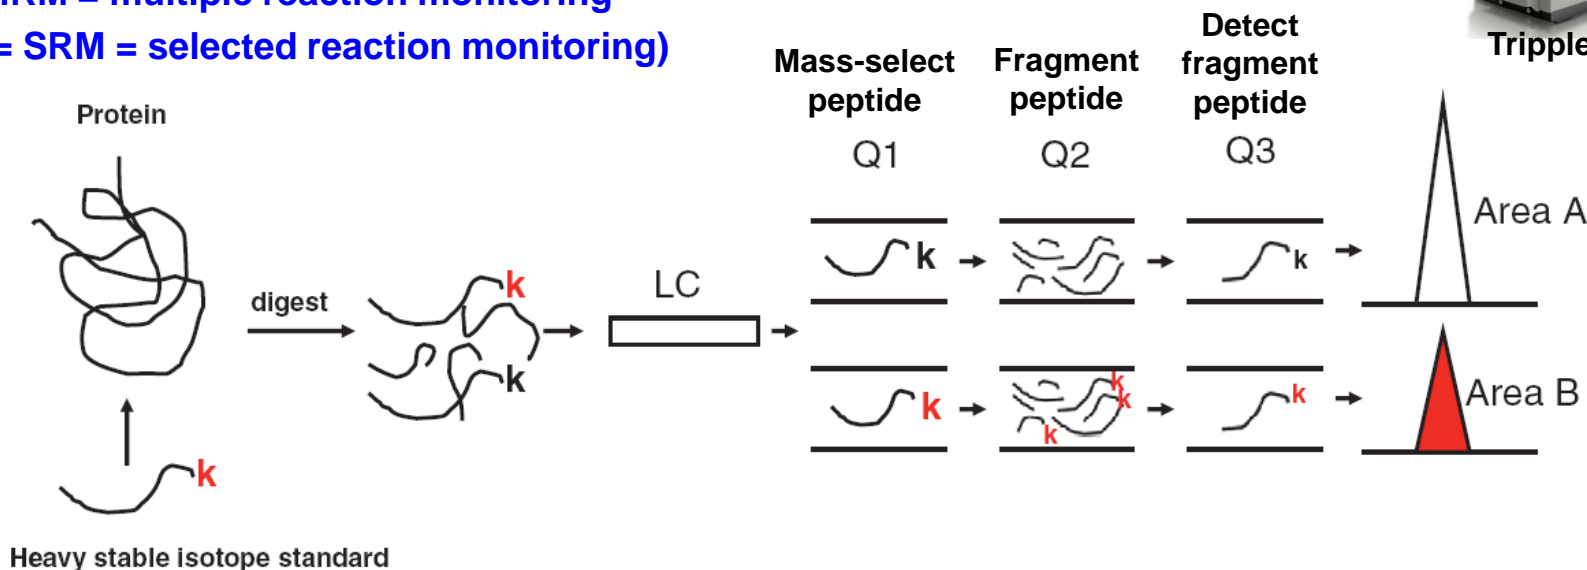 = SRM = selected reaction monitoring)
Tripple
Mass-select
peptide
Fragment
peptide
Detect
fragment
peptide
Protein
Q1
Q2
Q3
Area A
k
k
k
digest
LC
k
k
k
k
k
k
k
Area B
k
Heavy stable isotope standard